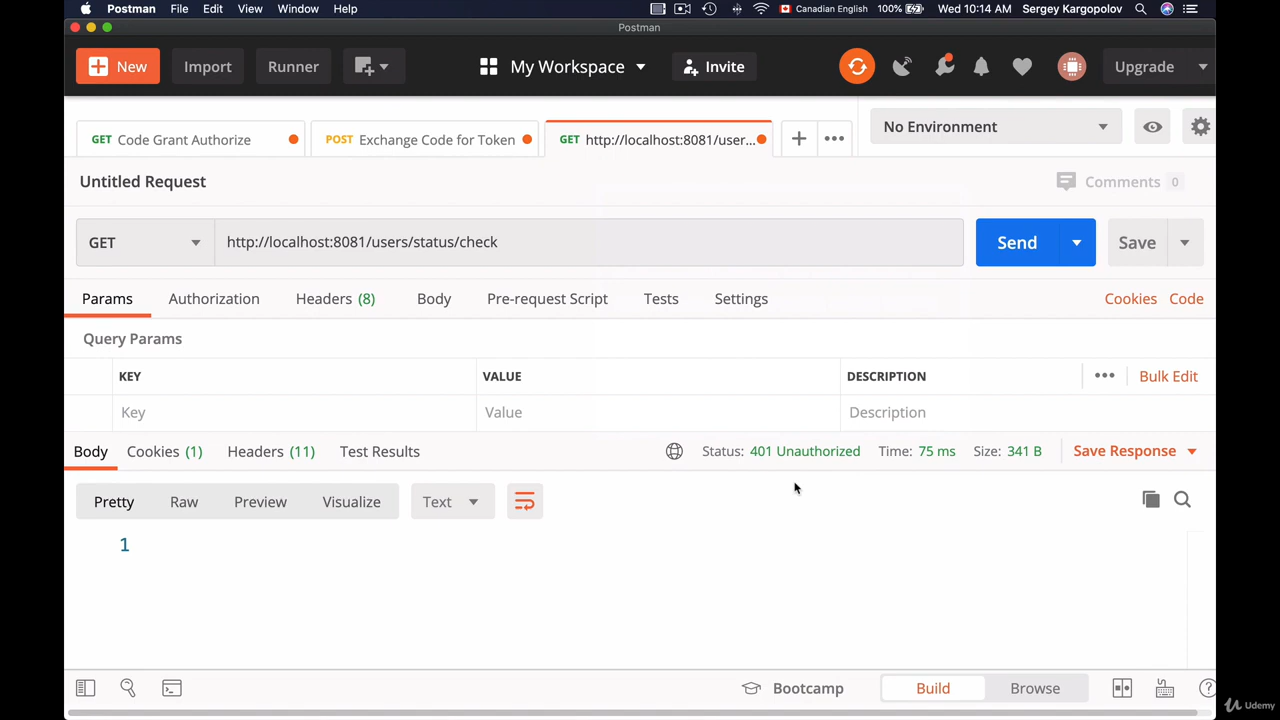 Postman File Edit View Window Help Canadian English 100% Wed 10:14 AM Sergey Kargopolov
Postman
New Import Runner My Workspace Invite Upgrade
GET Code Grant Authorize POST Exchange Code for Token GET http://localhost:8081/user... No Environment
Untitled Request Comments 0
GET http://localhost:8081/users/status/check Send Save
Params Authorization Headers (8) Body Pre-request Script Tests Settings Cookies Code
Query Params
KEY VALUE DESCRIPTION Bulk Edit
Key Value Description
Body Cookies (1) Headers (11) Test Results Status: 401 Unauthorized Time: 75 ms Size: 341 B Save Response
Pretty Raw Preview Visualize Text
1
Bootcamp Build Browse
Udemy